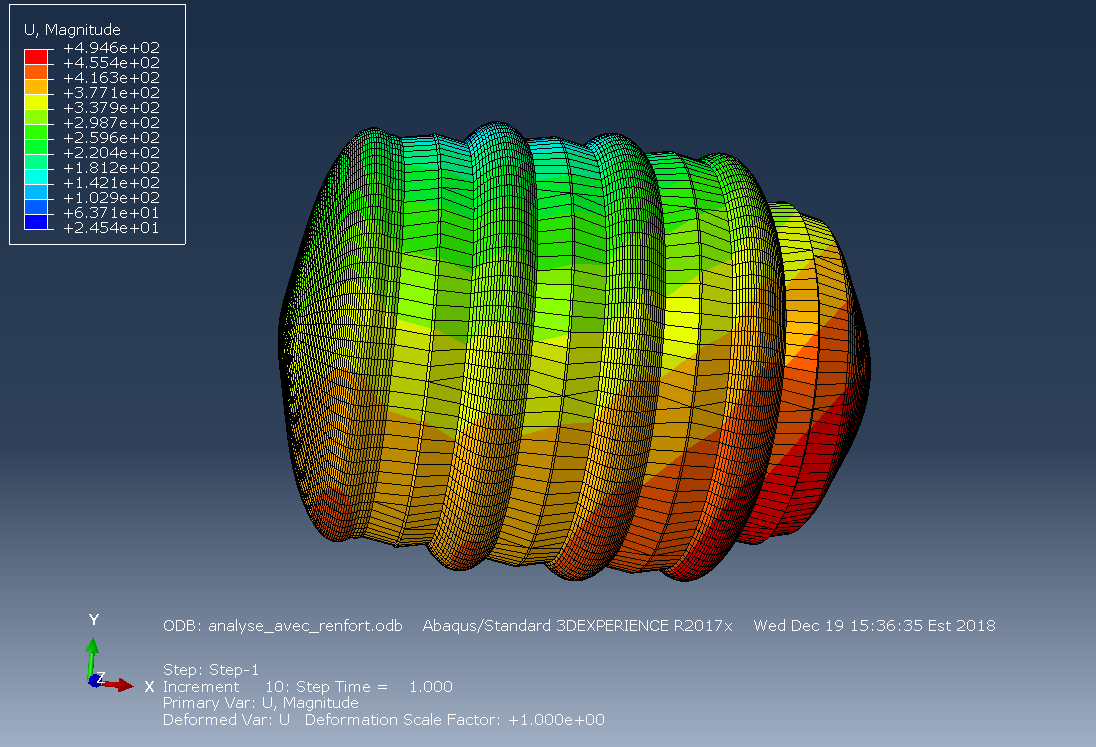 U, Magnitude
+4.946e+02
+4.554e+02
+4.163e+02
+3.771e+02
+3.379e+02
+2.987e+02
+2.596e+02
+2.204e+02
+1.812e+02
+1.421e+02
+1.029e+02
+6.371e+01
+2.454e+01
Y
Z
X
ODB: analyse_avec_renfort.odb Abaqus/Standard 3DEXPERIENCE R2017x Wed Dec 19 15:36:35 Est 2018
Step: Step-1
Increment 10: Step Time = 1.000
Primary Var: U, Magnitude
Deformed Var: U Deformation Scale Factor: +1.000e+00